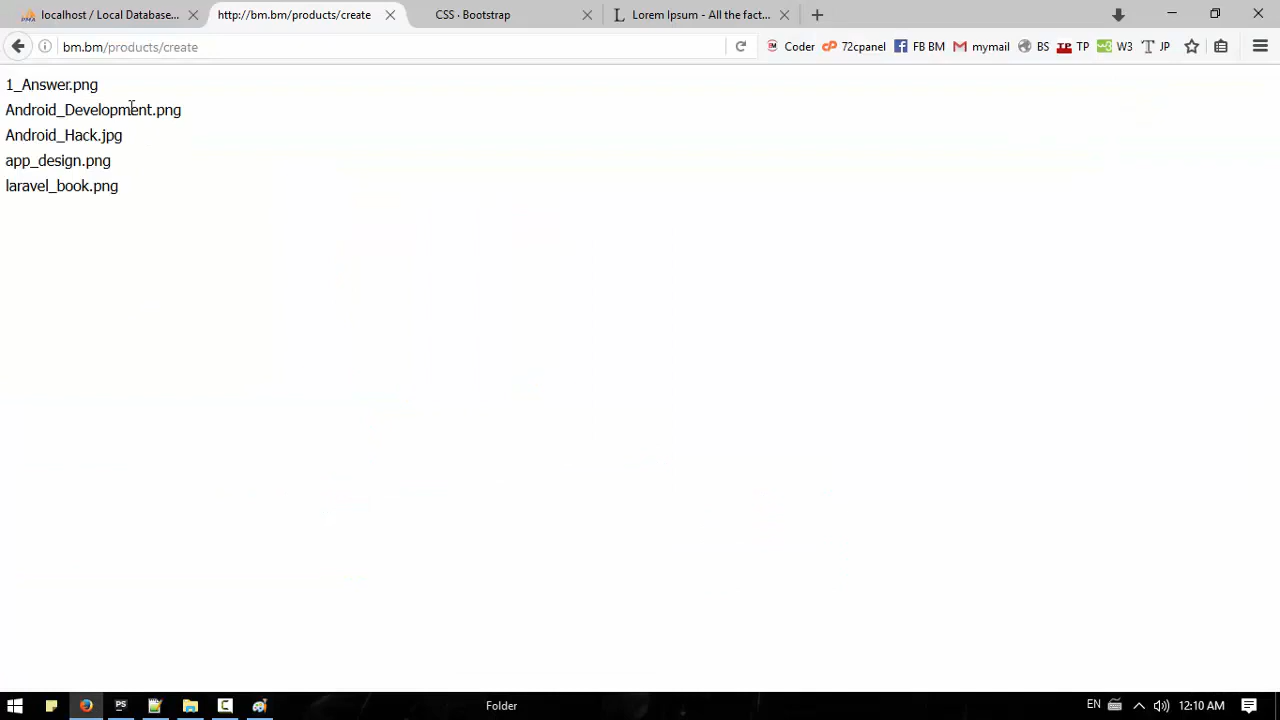 localhost / Local Database...
http://bm.bm/products/create
CSS · Bootstrap
Lorem Ipsum - All the fact...
bm.bm/products/create
Coder
72cpanel
FB BM
mymail
BS
TP
W3
JP
1_Answer.png
Android_Development.png
Android_Hack.jpg
app_design.png
laravel_book.png
Folder
EN
12:10 AM